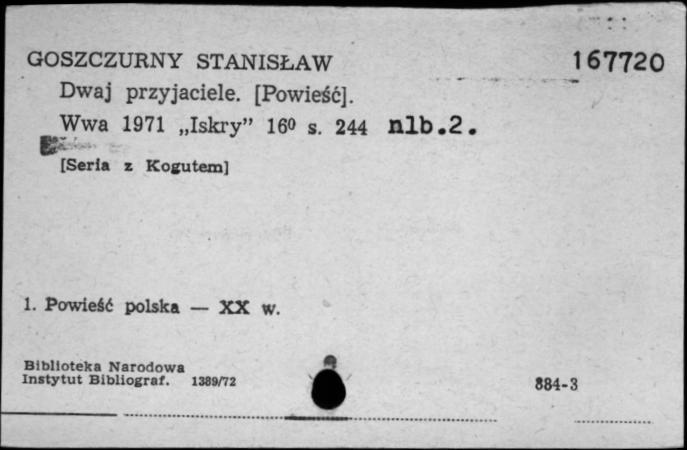 GOSZCZURNY STANISŁAW 167720
Dwaj przyjaciele. [Powieść].
Wwa 1971 „Iskry” 16⁰ s. 244 nlb.2.
[Seria z Kogutem]
1. Powieść polska — XX w.
Biblioteka Narodowa
Instytut Bibliograf. 1389/72 884-3